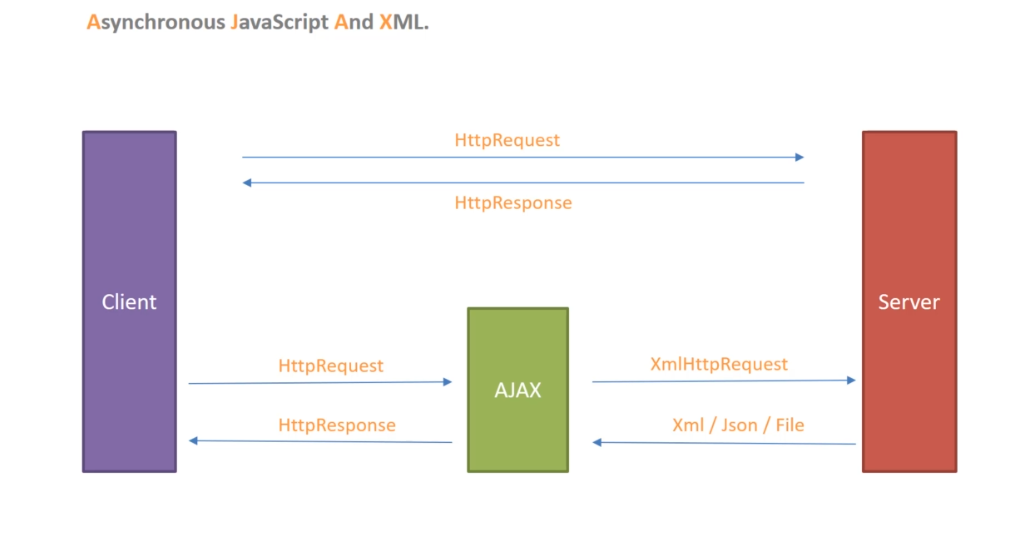 Asynchronous JavaScript And XML.
HttpRequest
HttpResponse
Client
Server
HttpRequest
XmlHttpRequest
AJAX
HttpResponse
Xml / Json / File